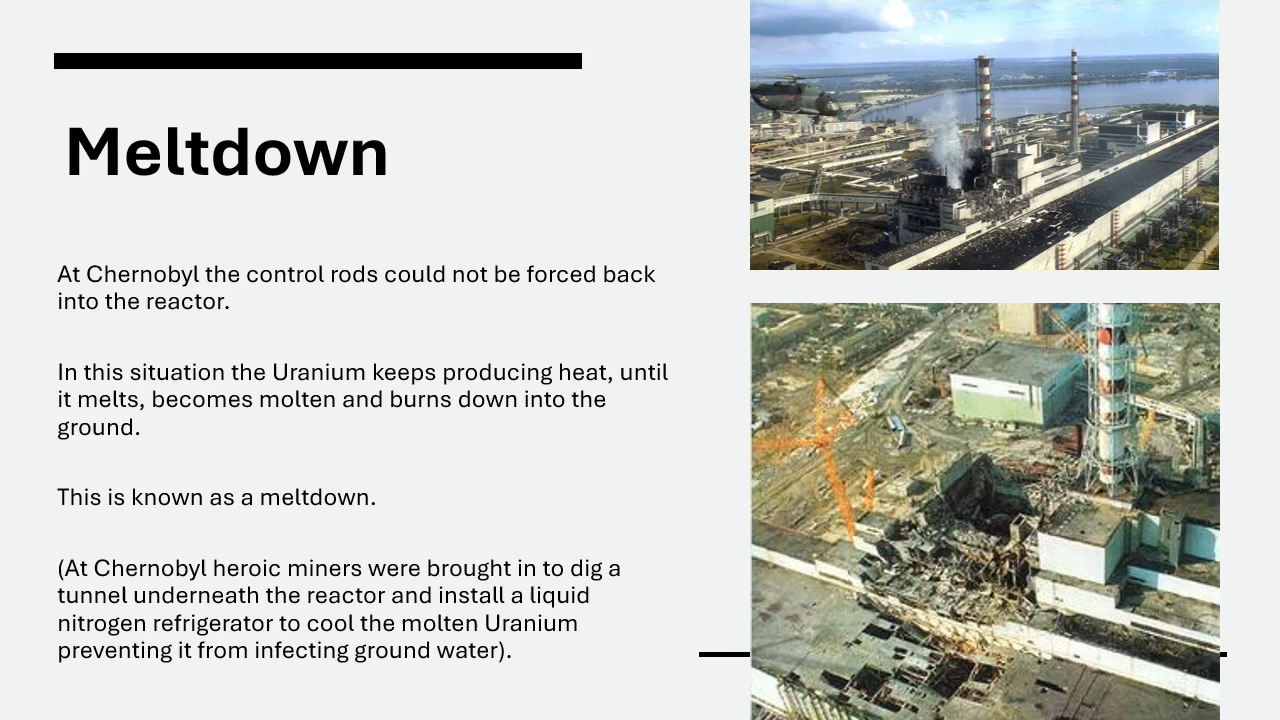 Meltdown
At Chernobyl the control rods could not be forced back
into the reactor.
In this situation the Uranium keeps producing heat, until
it melts, becomes molten and burns down into the
ground.
This is known as a meltdown.
(At Chernobyl heroic miners were brought in to dig a
tunnel underneath the reactor and install a liquid
nitrogen refrigerator to cool the molten Uranium
preventing it from infecting ground water).